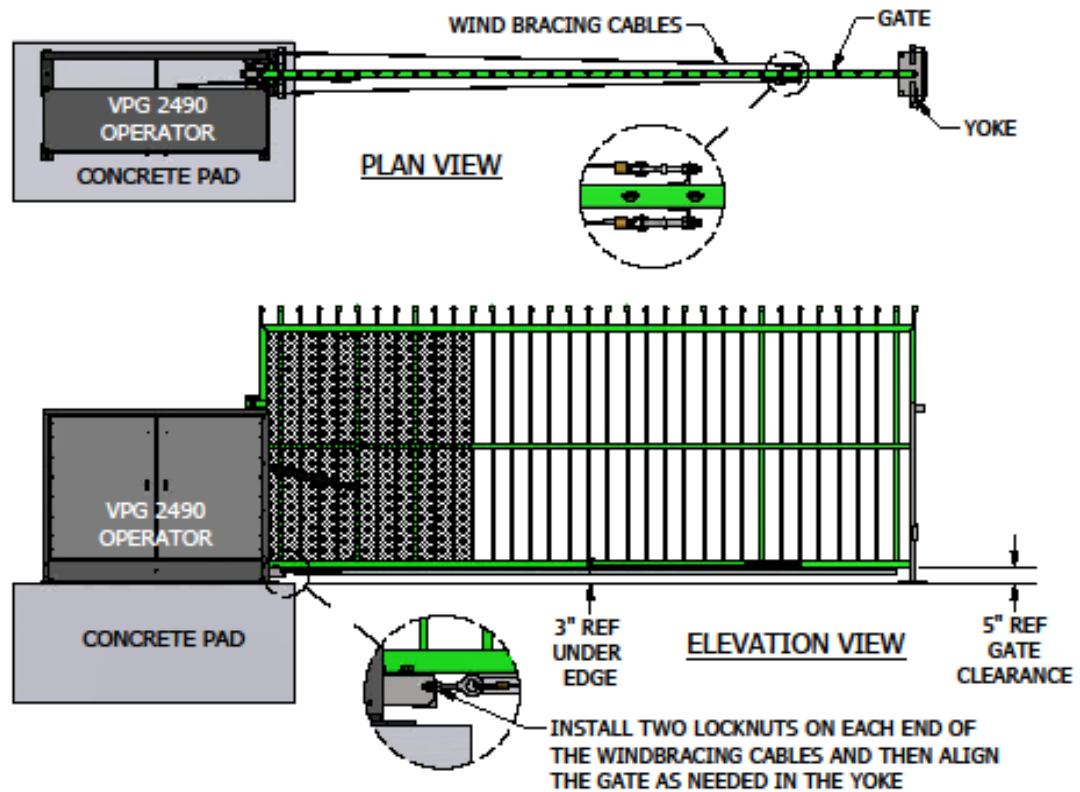 WIND BRACING CABLES
GATE
VPG 2490
OPERATOR
YOKE
CONCRETE PAD
PLAN VIEW
VPG 2490
OPERATOR
CONCRETE PAD
3" REF
UNDER
EDGE
ELEVATION VIEW
5" REF
GATE
CLEARANCE
INSTALL TWO LOCKNUTS ON EACH END OF
THE WINDBRACING CABLES AND THEN ALIGN
THE GATE AS NEEDED IN THE YOKE